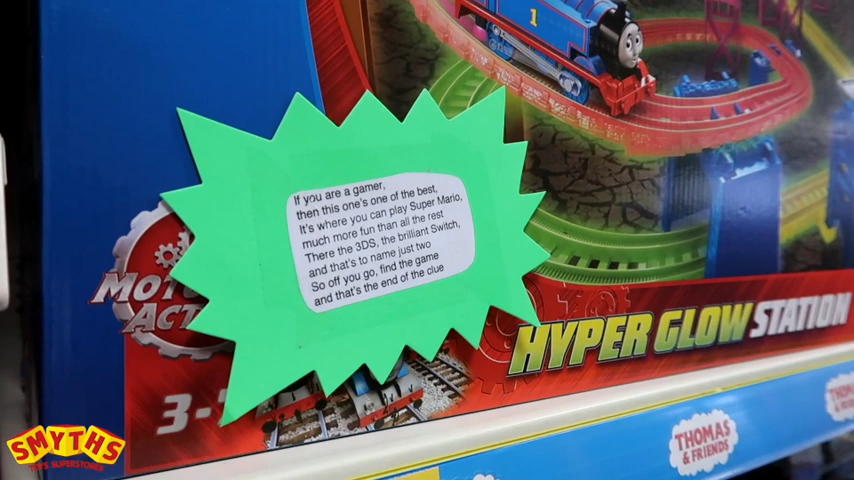 1
If you are a gamer,
then this one's one of the best,
It's where you can play Super Mario,
much more fun than all the rest
There the 3DS, the brilliant Switch,
and that's to name just two
So off you go, find the game
and that's the end of the clue
HYPER GLOW STATION
SMYTHS
TOYS SUPERSTORES
THOMAS
& FRIENDS
THOMAS